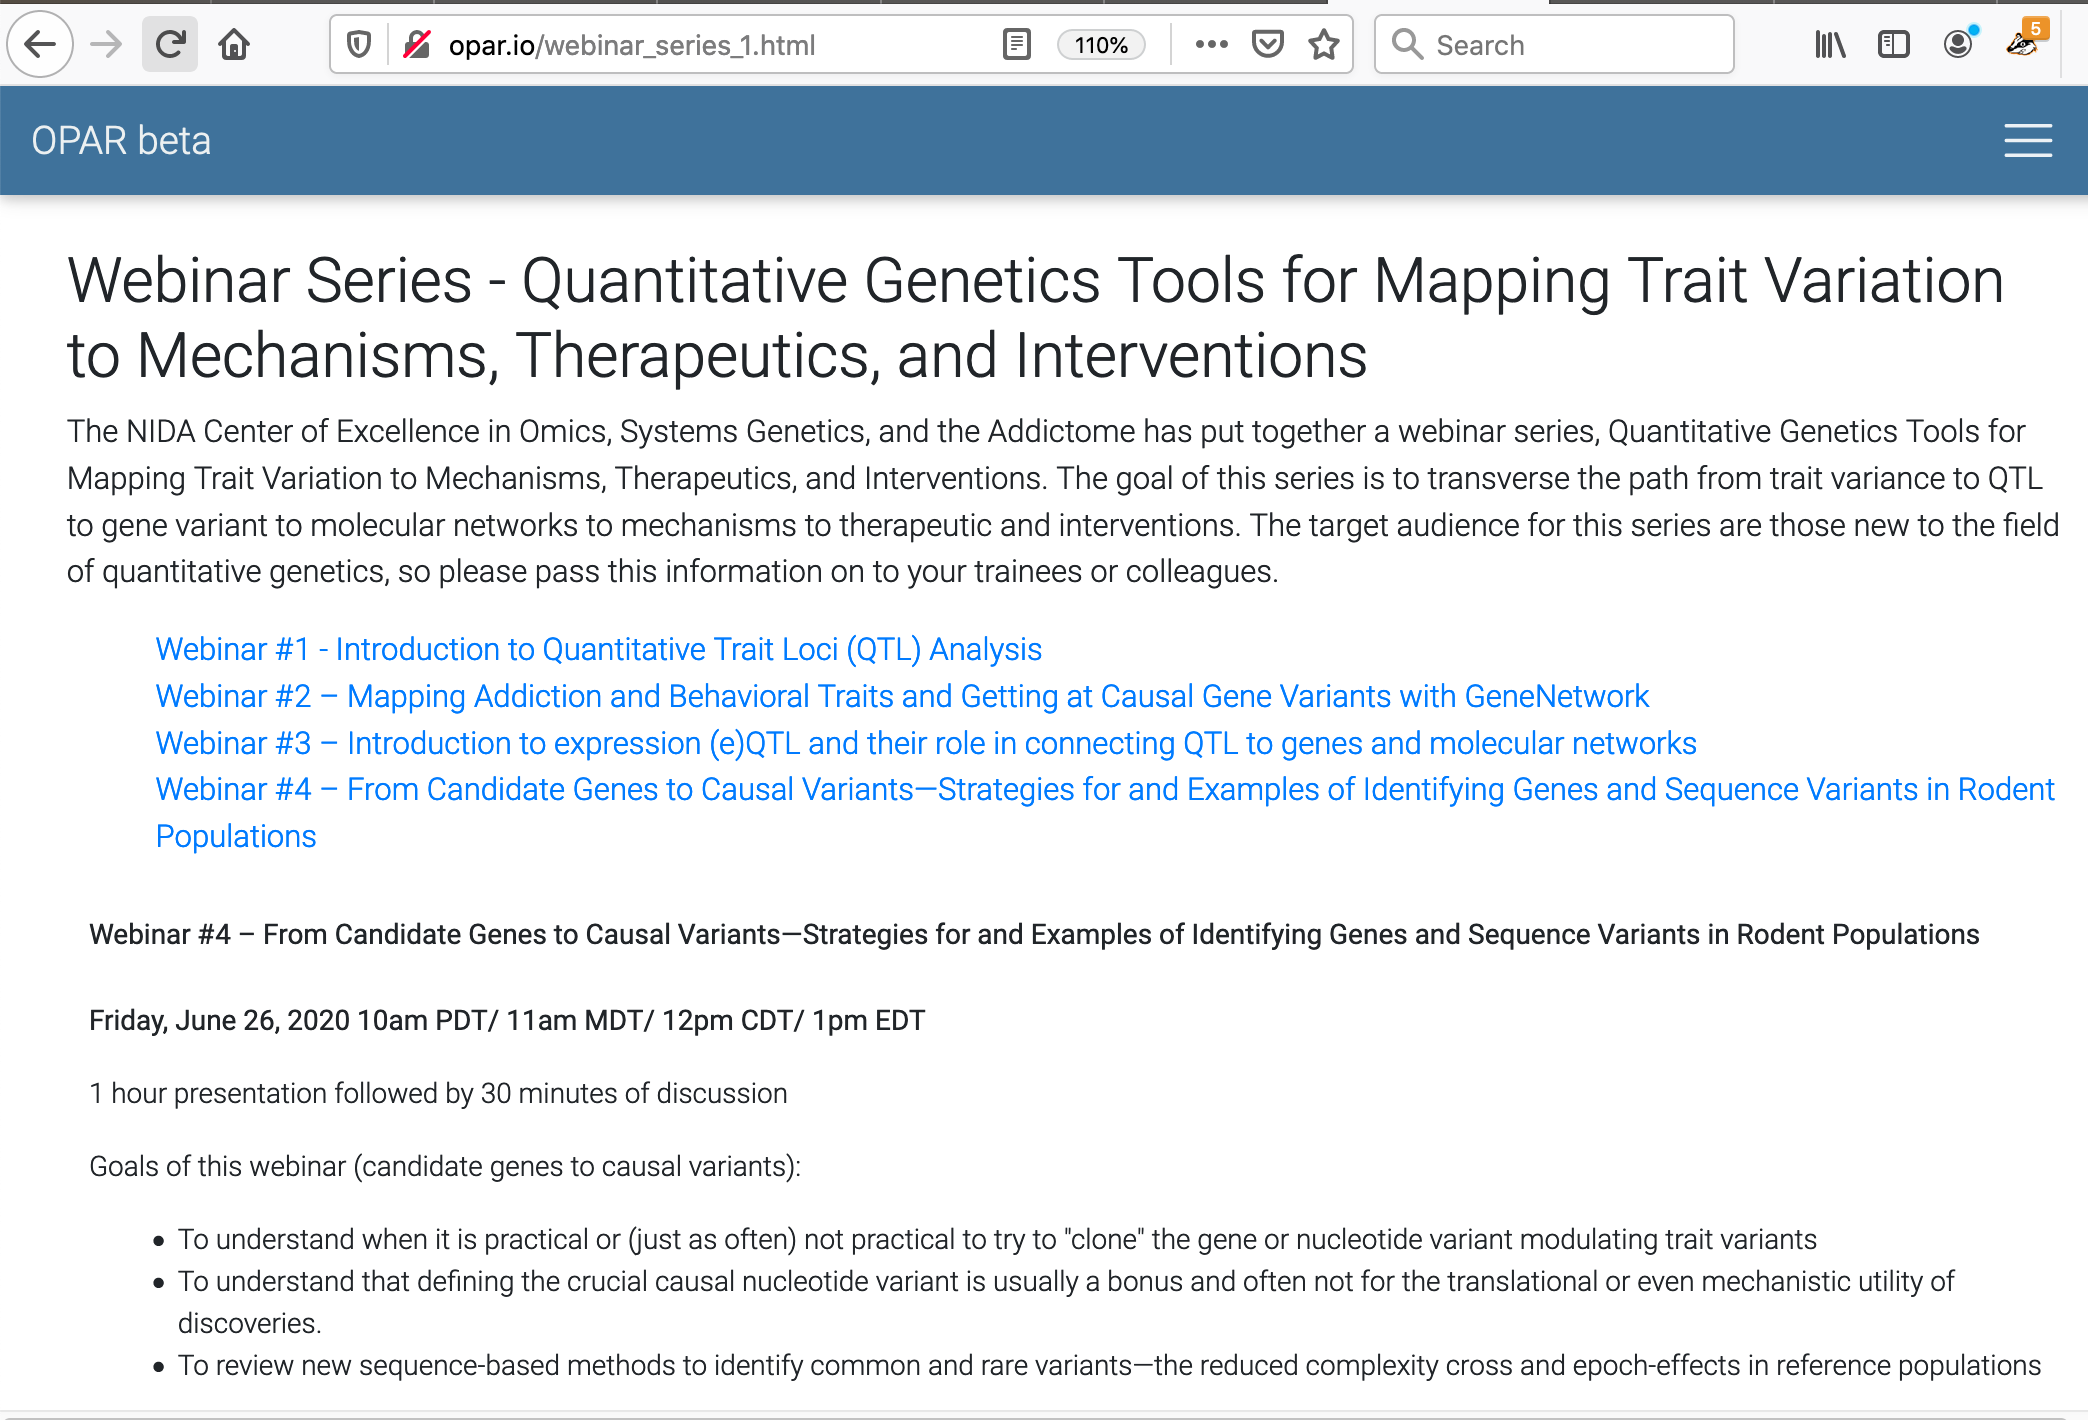 opar.io/webinar_series_1.html
110%
Search
5
OPAR beta
Webinar Series - Quantitative Genetics Tools for Mapping Trait Variation
to Mechanisms, Therapeutics, and Interventions
The NIDA Center of Excellence in Omics, Systems Genetics, and the Addictome has put together a webinar series, Quantitative Genetics Tools for
Mapping Trait Variation to Mechanisms, Therapeutics, and Interventions. The goal of this series is to transverse the path from trait variance to QTL
to gene variant to molecular networks to mechanisms to therapeutic and interventions. The target audience for this series are those new to the field
of quantitative genetics, so please pass this information on to your trainees or colleagues.
Webinar #1 - Introduction to Quantitative Trait Loci (QTL) Analysis
Webinar #2 – Mapping Addiction and Behavioral Traits and Getting at Causal Gene Variants with GeneNetwork
Webinar #3 – Introduction to expression (e)QTL and their role in connecting QTL to genes and molecular networks
Webinar #4 – From Candidate Genes to Causal Variants—Strategies for and Examples of Identifying Genes and Sequence Variants in Rodent
Populations
Webinar #4 – From Candidate Genes to Causal Variants—Strategies for and Examples of Identifying Genes and Sequence Variants in Rodent Populations
Friday, June 26, 2020 10am PDT/ 11am MDT/ 12pm CDT/ 1pm EDT
1 hour presentation followed by 30 minutes of discussion
Goals of this webinar (candidate genes to causal variants):
• To understand when it is practical or (just as often) not practical to try to "clone" the gene or nucleotide variant modulating trait variants
• To understand that defining the crucial causal nucleotide variant is usually a bonus and often not for the translational or even mechanistic utility of
discoveries.
• To review new sequence-based methods to identify common and rare variants—the reduced complexity cross and epoch-effects in reference populations